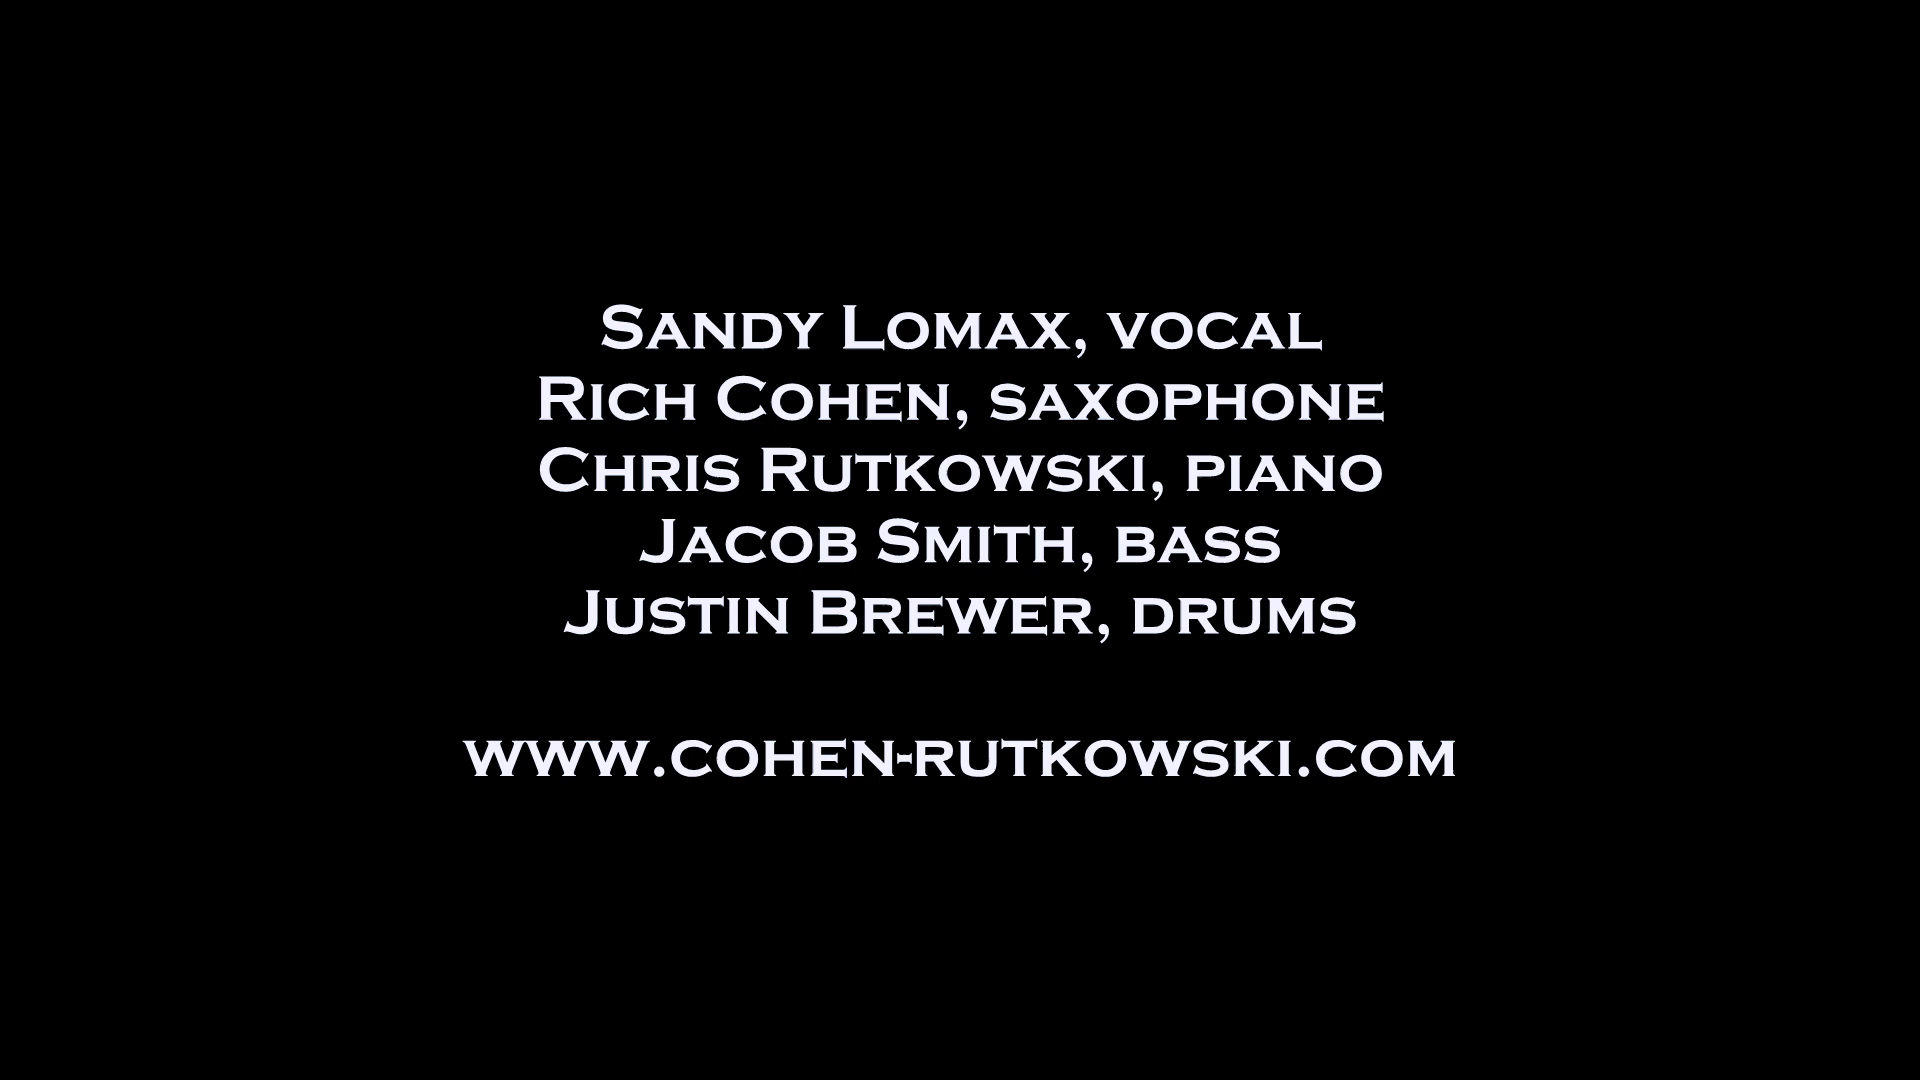 Sandy Lomax, vocal
Rich Cohen, saxophone
Chris Rutkowski, piano
Jacob Smith, bass
Justin Brewer, drums
www.cohen-rutkowski.com